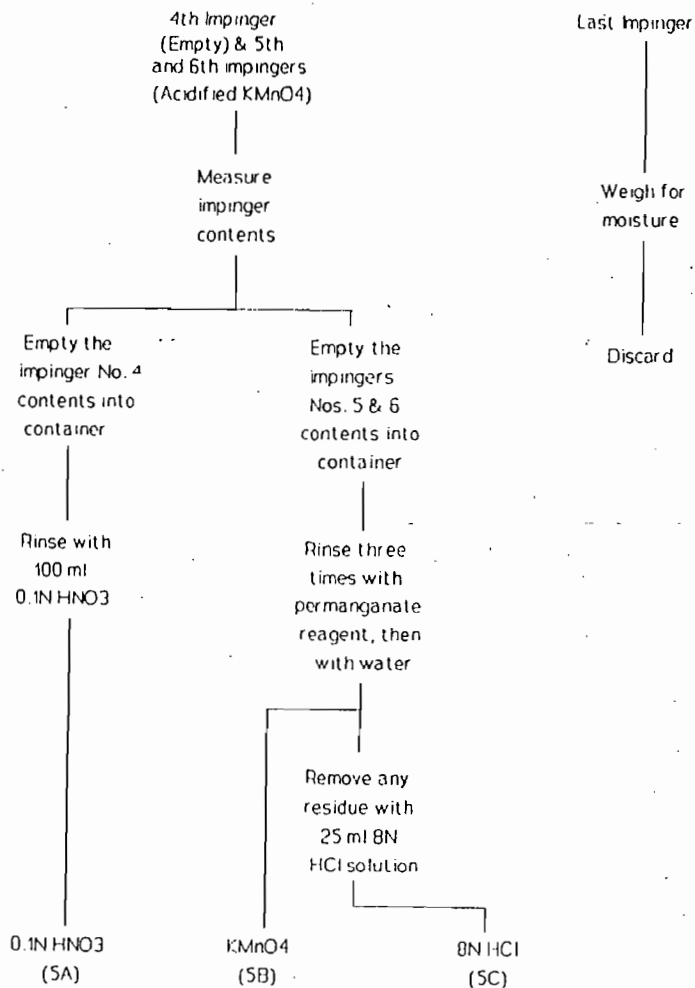 4th Impinger
(Empty) & 5th
and 6th impingers
(Acidified KMnO4)
Measure
impinger
contents
Empty the
impinger No. 4
contents into
container
Rinse with
100 ml
0.1N HNO3
0.1N HNO3
(5A)
Empty the
impingers
Nos. 5 & 6
contents into
container
Rinse three
times with
permanganate
reagent, then
with water
KMnO4
(5B)
Remove any
residue with
25 ml 8N
HCl solution
8N HCl
(5C)
Last Impinger
Weigh for
moisture
Discard